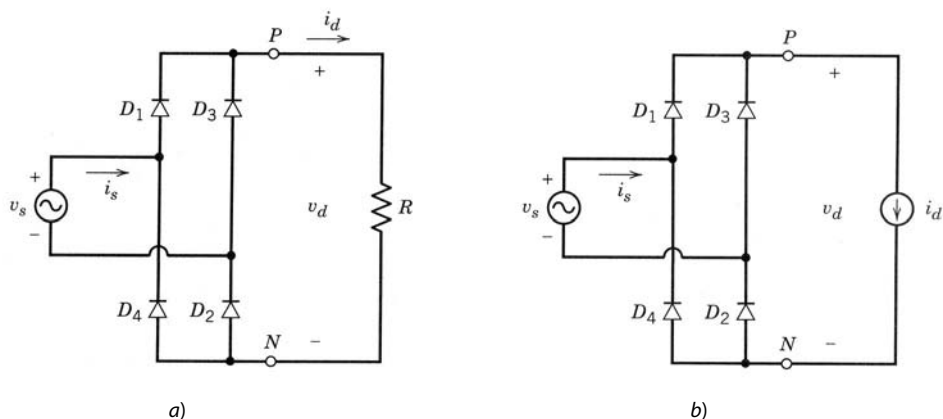 P i_d
+
D_1 D_3
+ i_s
v_s v_d R
−
D_4 D_2
N −
a)
P
+
D_1 D_3
+ i_s
v_s v_d i_d
−
D_4 D_2
N −
b)